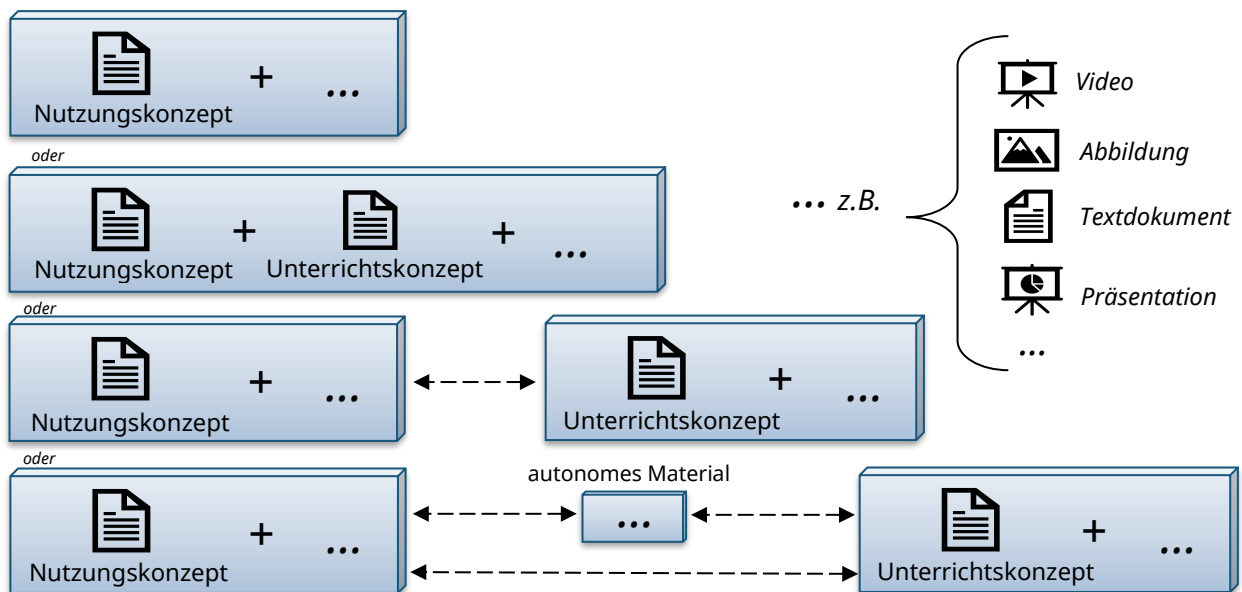 + ...
Nutzungskonzept
oder
+ + ...
Nutzungskonzept Unterrichtskonzept
oder
+ ...
Nutzungskonzept
+ ...
Unterrichtskonzept
oder
+ ...
Nutzungskonzept
autonomes Material
...
+ ...
Unterrichtskonzept
... z.B.
Video
Abbildung
Textdokument
Präsentation
...